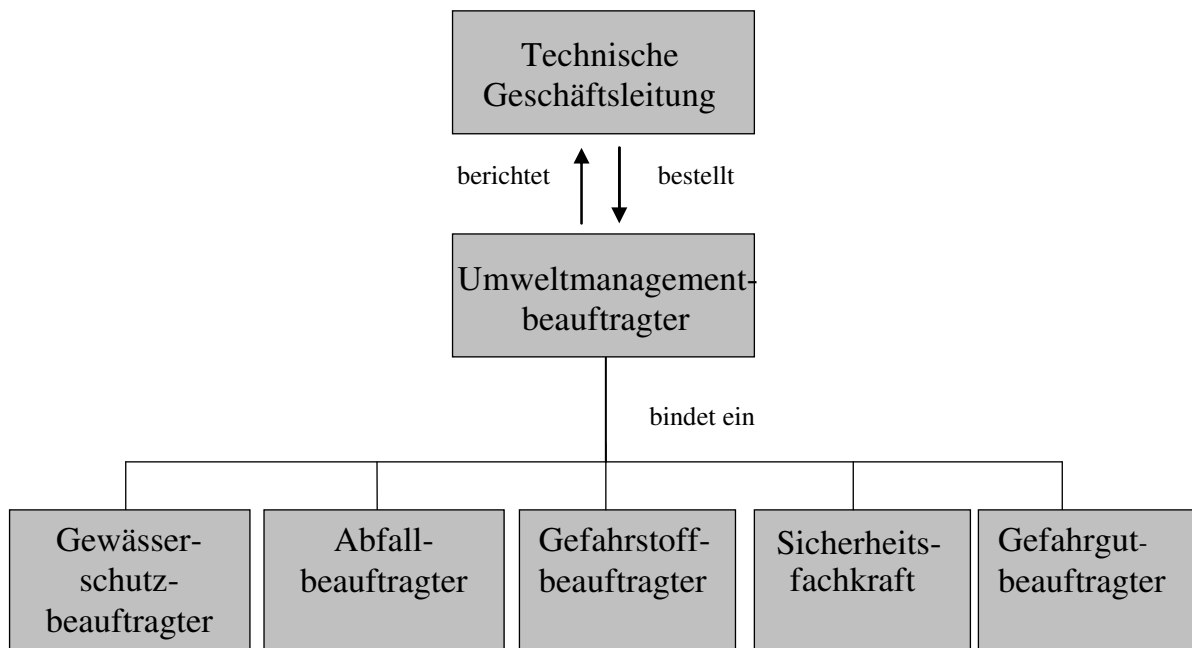 Technische
Geschäftsleitung
berichtet
bestellt
Umweltmanagement-
beauftragter
bindet ein
Gewässer-
schutz-
beauftragter
Abfall-
beauftragter
Gefahrstoff-
beauftragter
Sicherheits-
fachkraft
Gefahrgut-
beauftragter